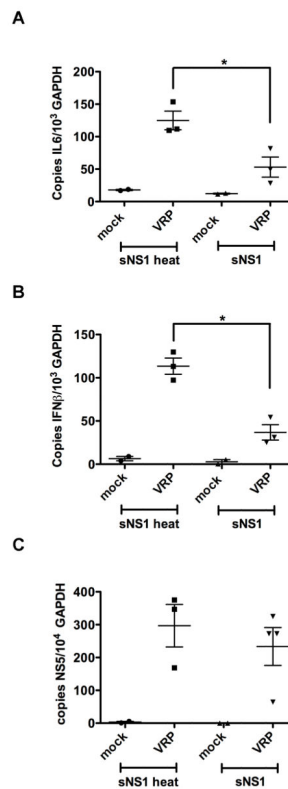 A
*
Copies IL6/10³ GAPDH
200
150
100
50
0
mock
VRP
mock
VRP
sNS1 heat
sNS1
B
*
Copies IFNβ/10³ GAPDH
150
100
50
0
mock
VRP
mock
VRP
sNS1 heat
sNS1
C
copies NS5/10⁴ GAPDH
400
300
200
100
0
mock
VRP
mock
VRP
sNS1 heat
sNS1